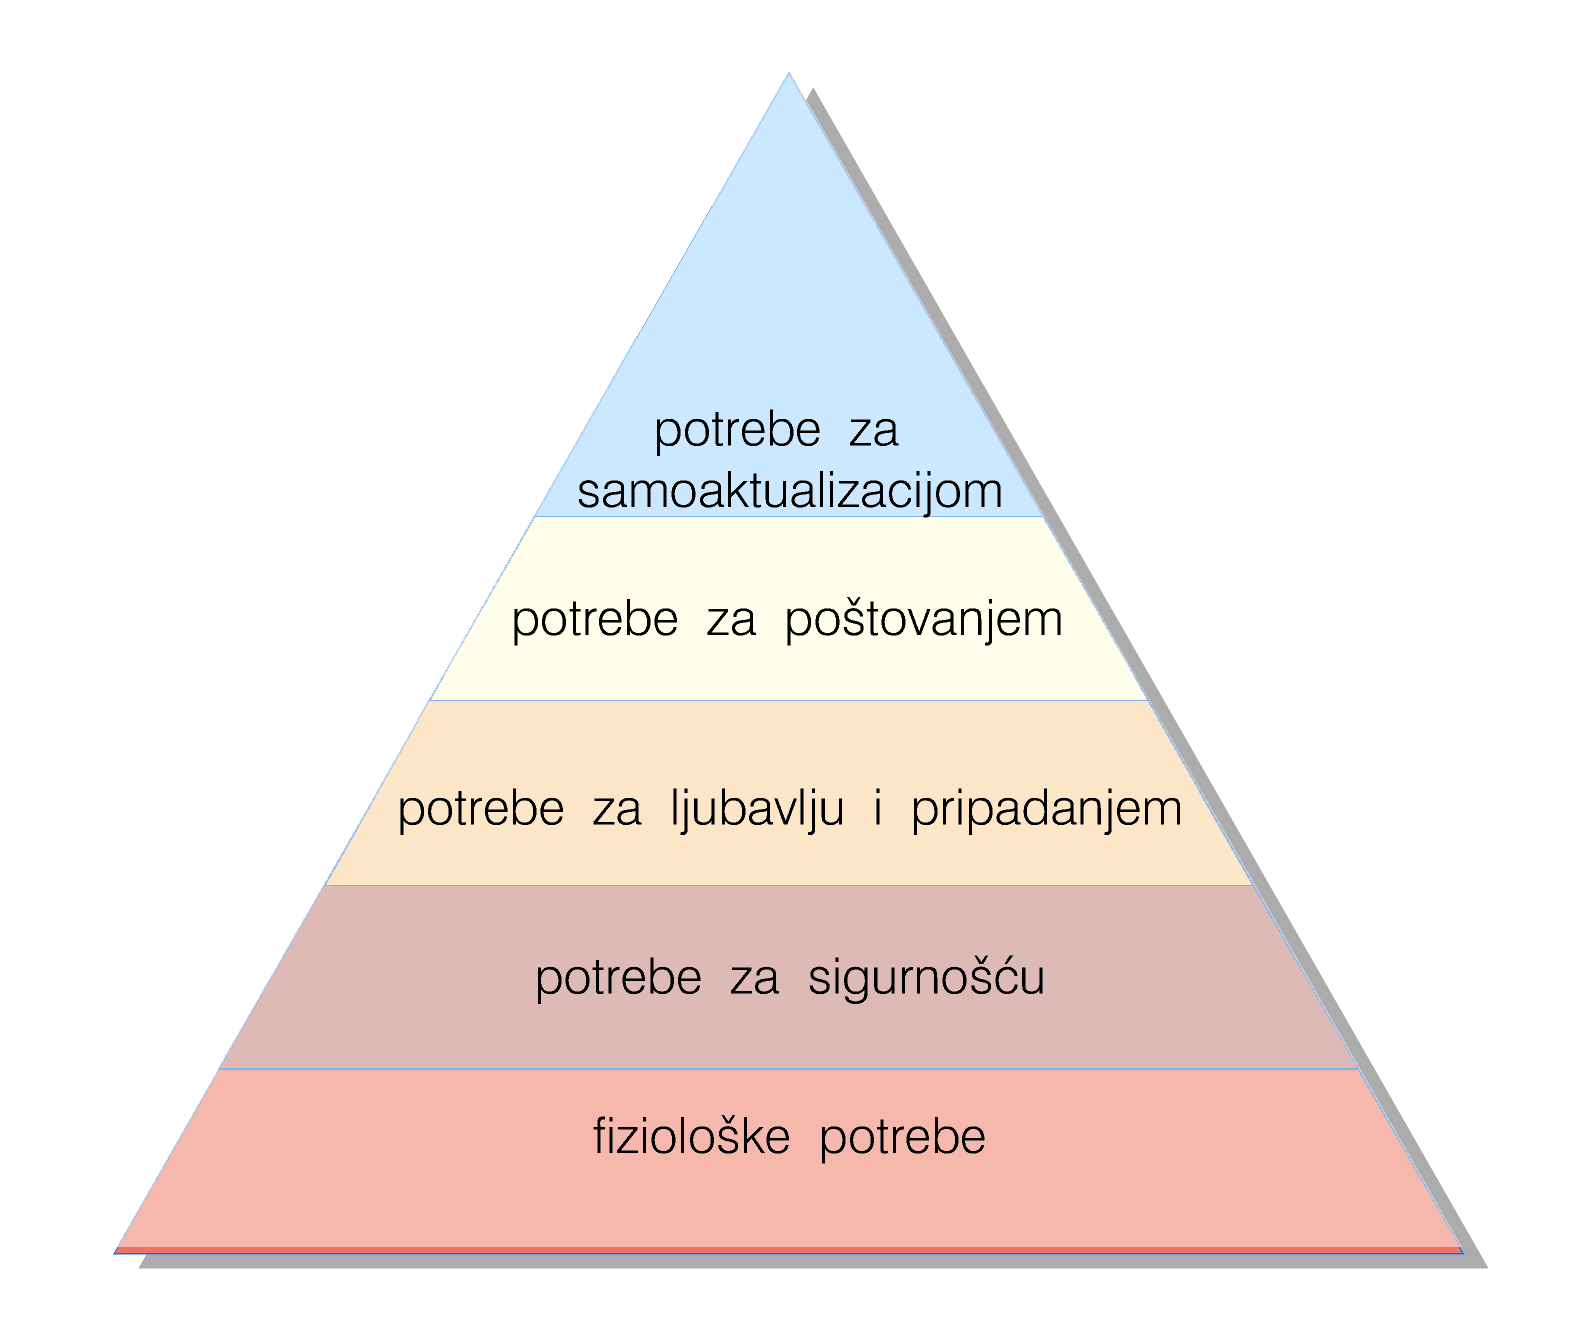 potrebe za
samoaktualizacijom
potrebe za poštovanjem
potrebe za ljubavlju i pripadanjem
potrebe za sigurnošću
fiziološke potrebe